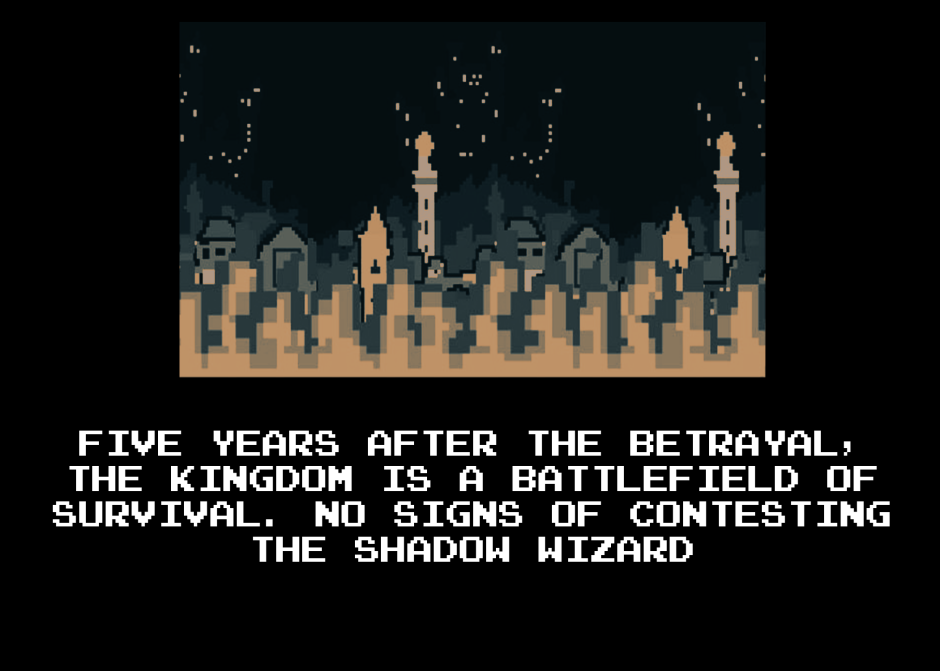 FIVE YEARS AFTER THE BETRAYAL,
THE KINGDOM IS A BATTLEFIELD OF
SURVIVAL. NO SIGNS OF CONTESTING
THE SHADOW WIZARD